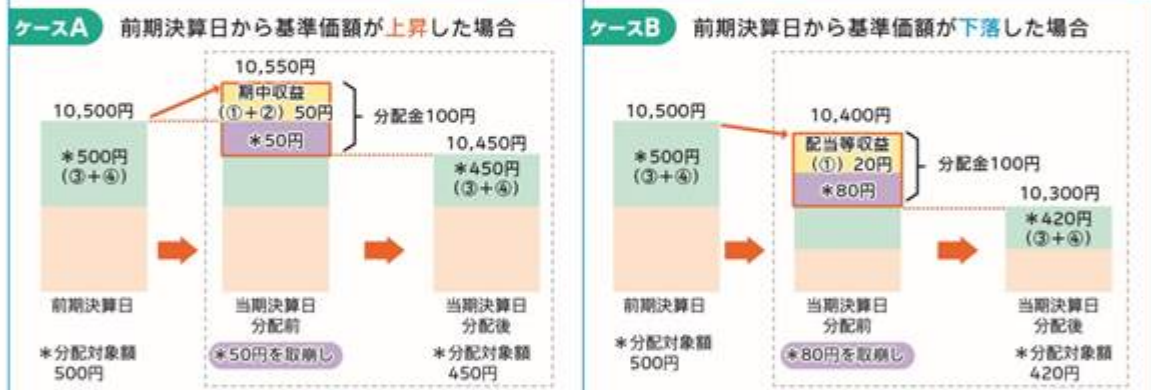 ケースA 前期決算日から基準価額が上昇した場合
10,550円
10,500円
期中収益
(①+②) 50円
分配金100円
*50円
10,450円
*500円
(③+④)
*450円
(③+④)
前期決算日
当期決算日
分配前
当期決算日
分配後
*分配対象額
500円
*50円を取崩し
*分配対象額
450円
ケースB 前期決算日から基準価額が下落した場合
10,500円
10,400円
配当等収益
(①) 20円
分配金100円
*80円
*500円
(③+④)
10,300円
*420円
(③+④)
前期決算日
当期決算日
分配前
当期決算日
分配後
*分配対象額
500円
*80円を取崩し
*分配対象額
420円